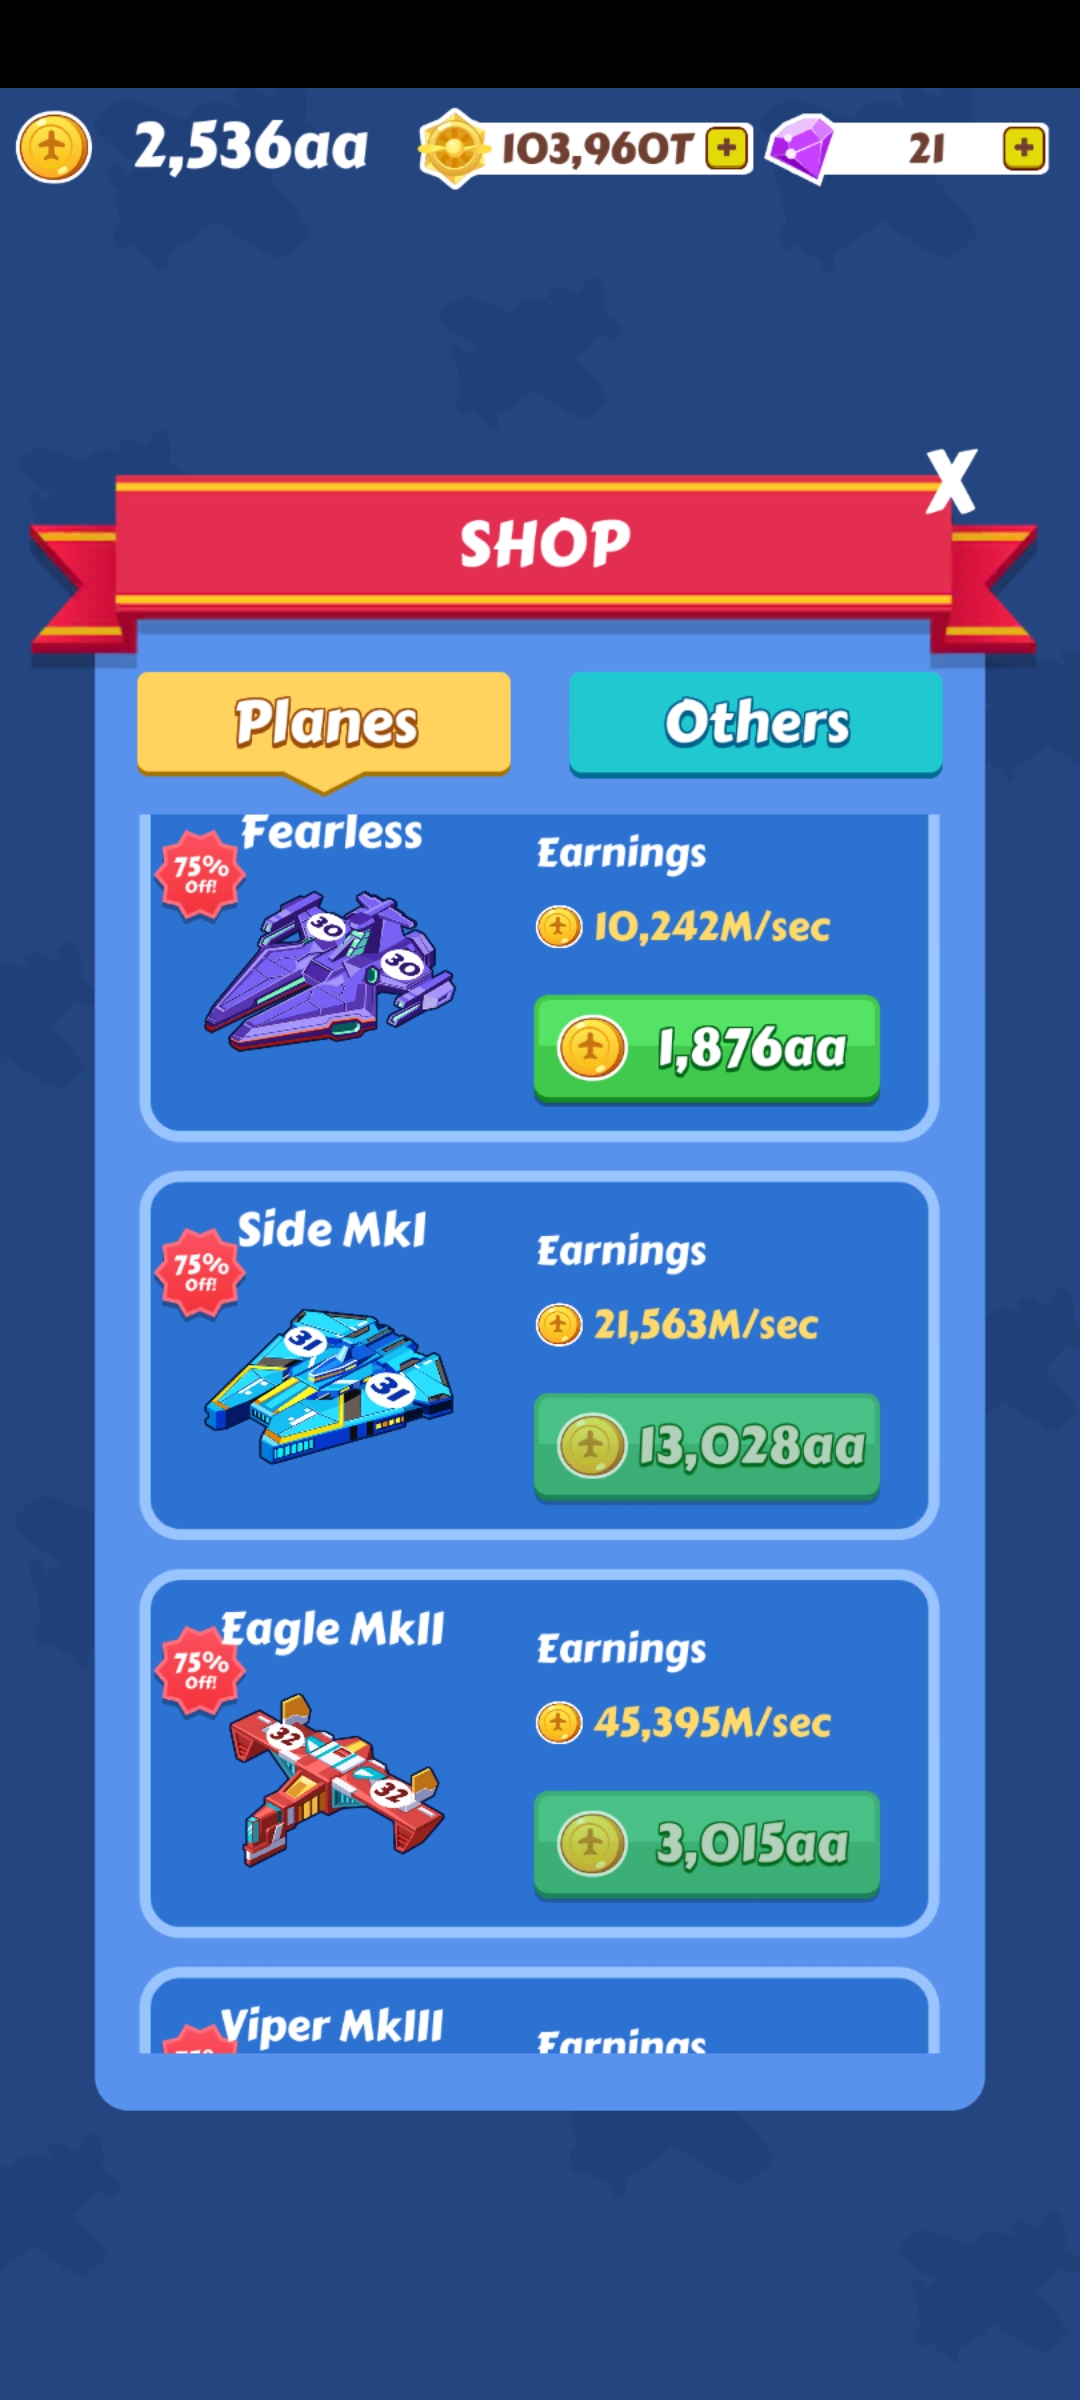 2,536aa 103,960T + 21 +
X
SHOP
Planes Others
Fearless
75%
Off!
30
30
Earnings
10,242M/sec
1,876aa
Side MkI
75%
Off!
31
31
Earnings
21,563M/sec
13,028aa
Eagle MkII
75%
Off!
32
32
Earnings
45,395M/sec
3,015aa
Viper MkIII
Earnings